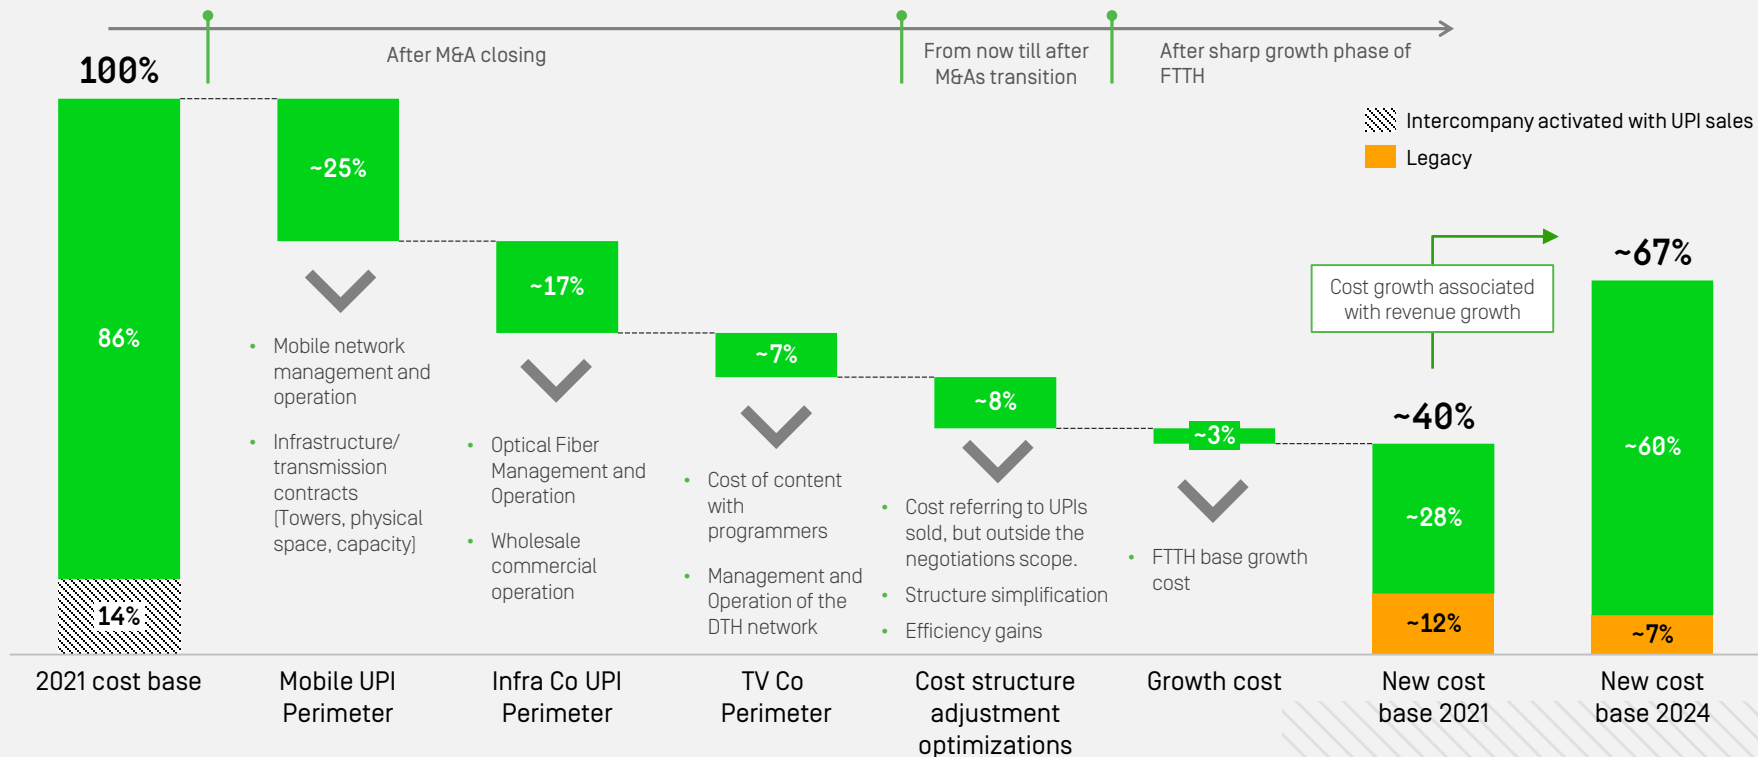 After M&A closing
From now till after
M&As transition
After sharp growth phase of
FTTH
Intercompany activated with UPI sales
Legacy
100%
86%
14%
~25%
• Mobile network
management and
operation
• Infrastructure/
transmission
contracts
(Towers, physical
space, capacity)
~17%
• Optical Fiber
Management and
Operation
• Wholesale
commercial
operation
~7%
• Cost of content
with
programmers
• Management and
Operation of the
DTH network
~8%
• Cost referring to UPIs
sold, but outside the
negotiations scope.
• Structure simplification
• Efficiency gains
~3%
• FTTH base growth
cost
Cost growth associated
with revenue growth
~40%
~28%
~12%
~67%
~60%
~7%
2021 cost base
Mobile UPI
Perimeter
Infra Co UPI
Perimeter
TV Co
Perimeter
Cost structure
adjustment
optimizations
Growth cost
New cost
base 2021
New cost
base 2024